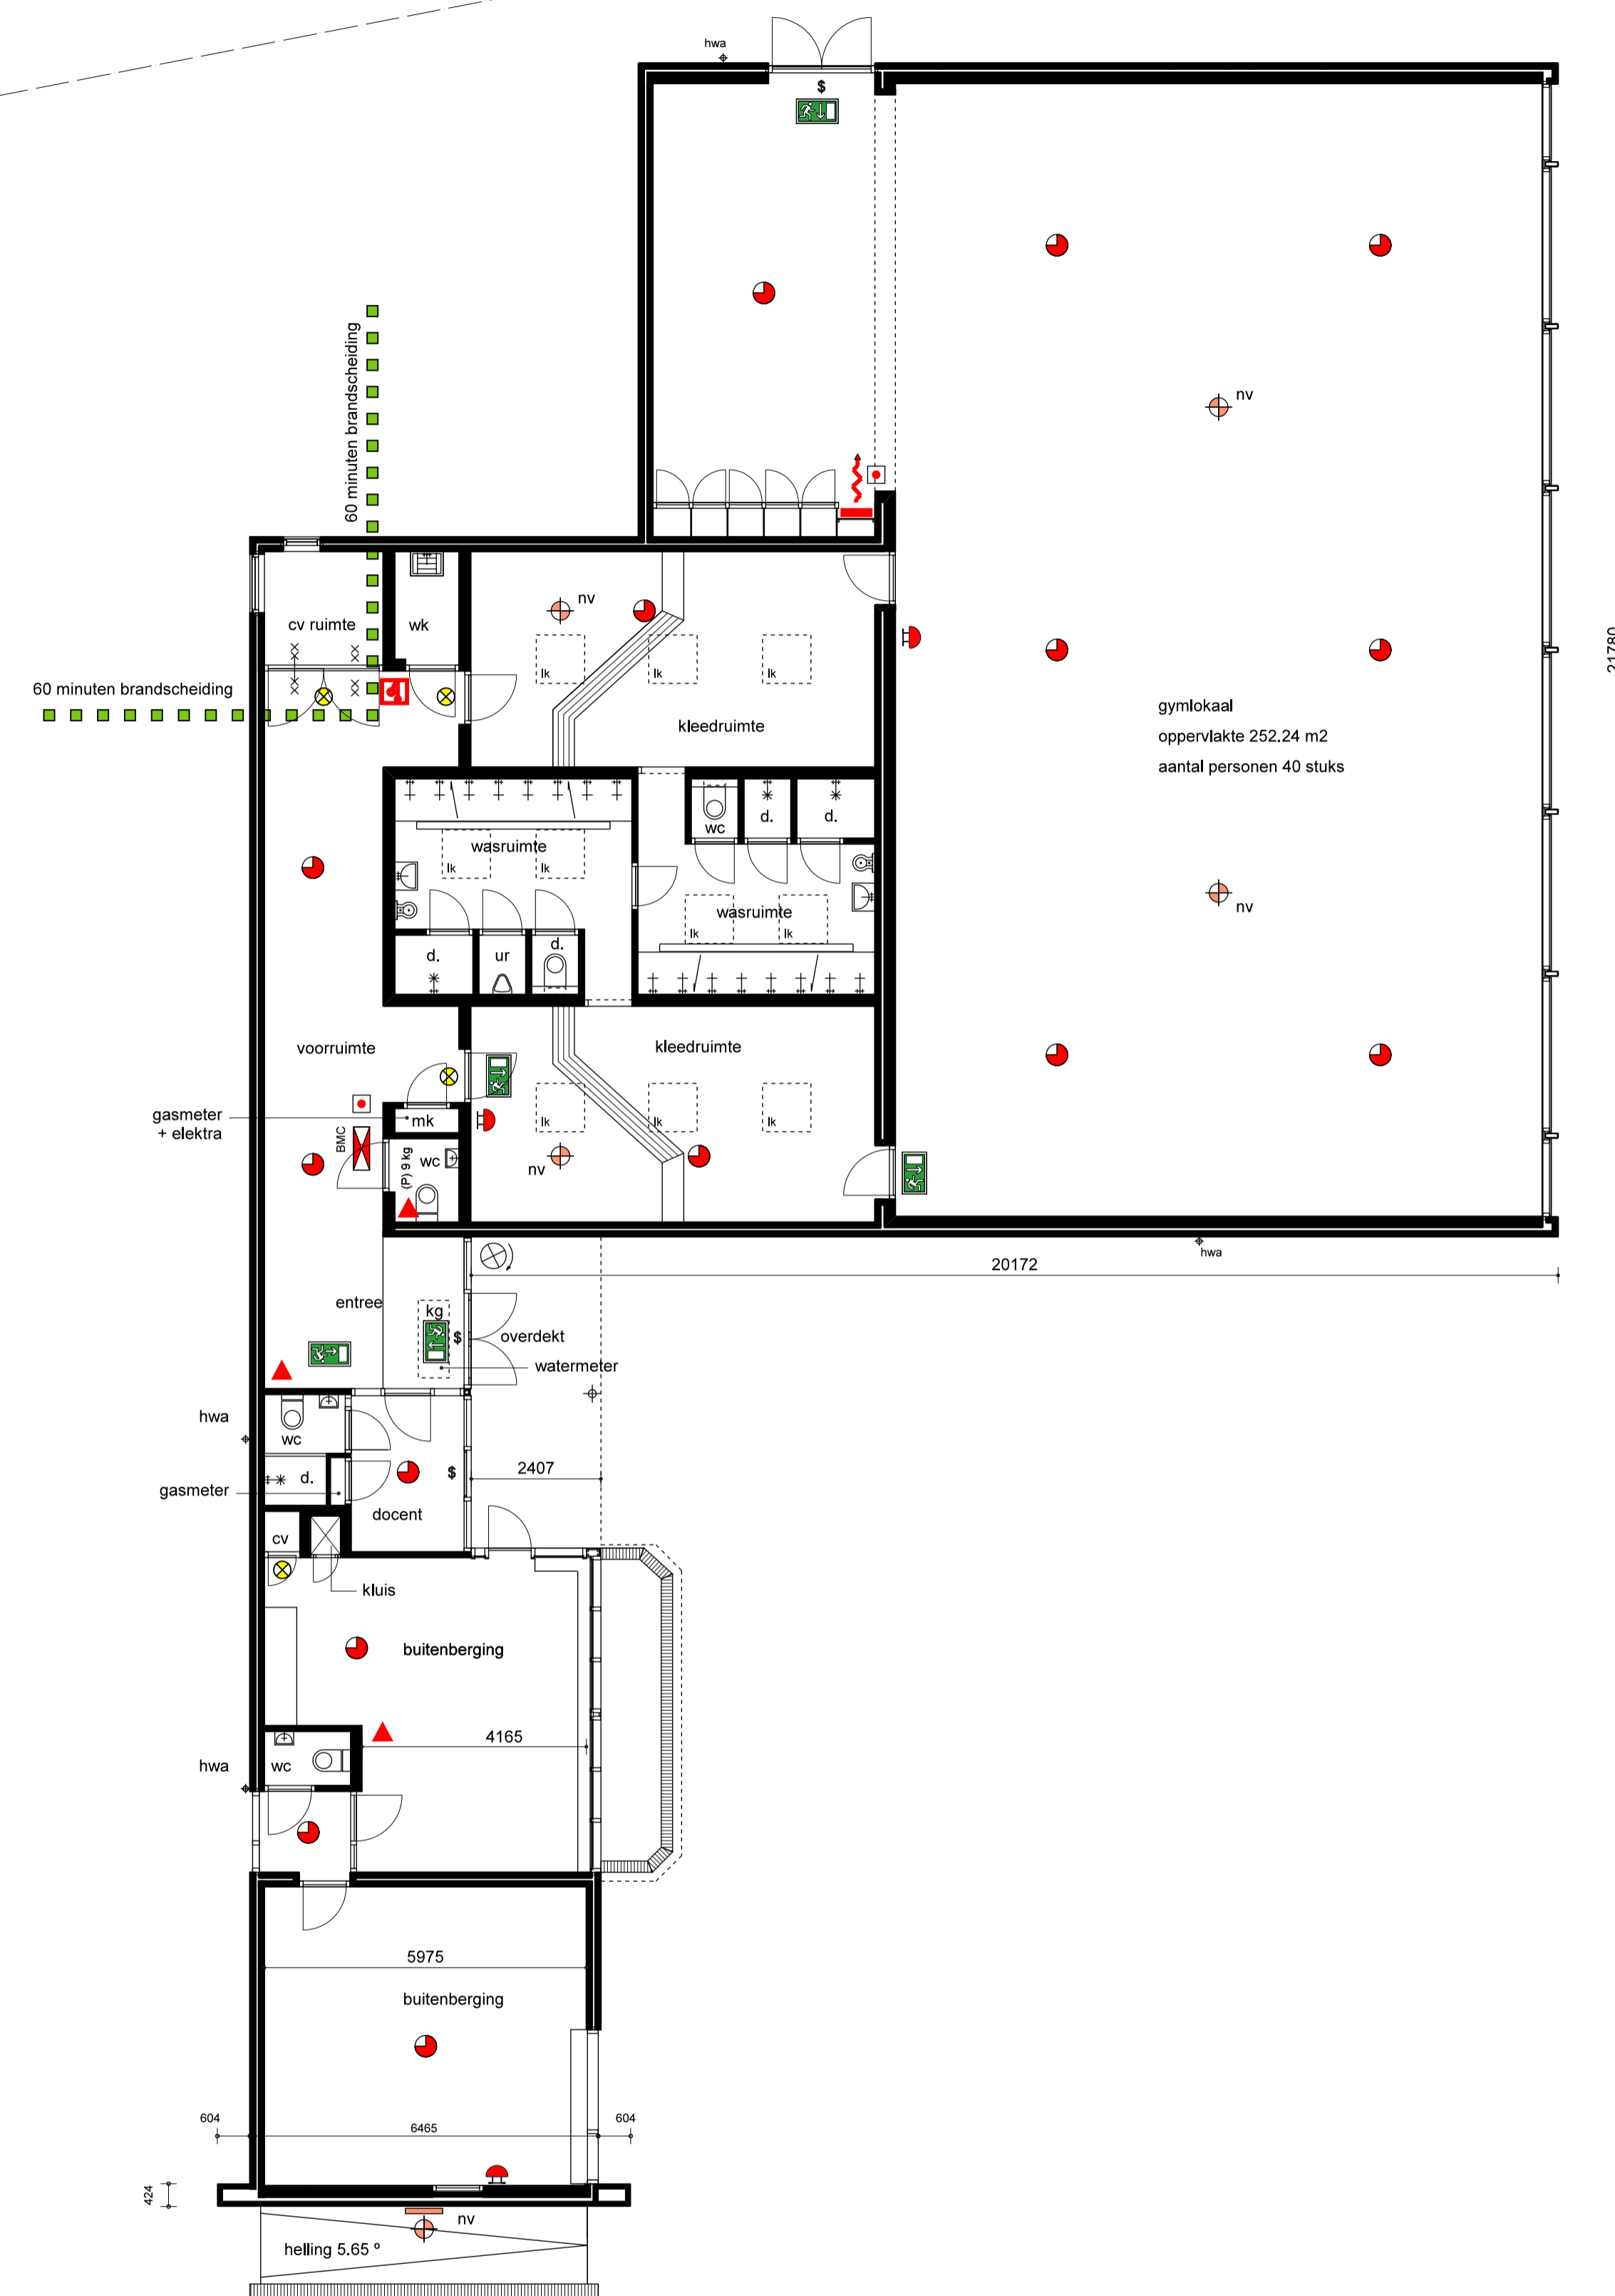 hwa
$
60 minuten brandscheiding
nv
nv
cv ruimte
wk
lk
lk
lk
60 minuten brandscheiding
21780
kleedruimte
gymlokaal
oppervlakte 252.24 m2
aantal personen 40 stuks
wc
d.
d.
wasruimte
lk
lk
nv
wasruimte
lk
lk
d.
ur
d.
voorruimte
kleedruimte
gasmeter
+ elektra
mk
lk
lk
lk
BMC
(P) 9 kg
wc
nv
hwa
20172
entree
kg
$
overdekt
watermeter
hwa
wc
2407
$
d.
gasmeter
docent
cv
kluis
buitenberging
4165
hwa
wc
5975
buitenberging
604
6465
604
424
nv
helling 5.65 º